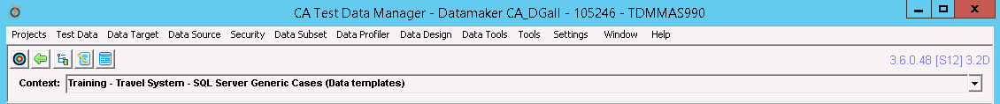 CA Test Data Manager - Datamaker CA_DGall - 105246 - TDMMAS990
Projects Test Data Data Target Data Source Security Data Subset Data Profiler Data Design Data Tools Tools Settings Window Help
3.6.0.48 [S12] 3.2D
Context: Training - Travel System - SQL Server Generic Cases (Data templates)